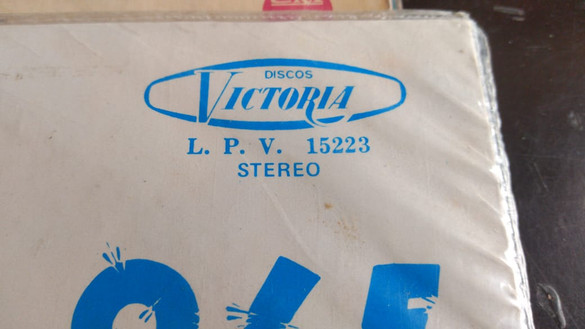 DISCOS
VICTORIA
L. P. V. 15223
STEREO